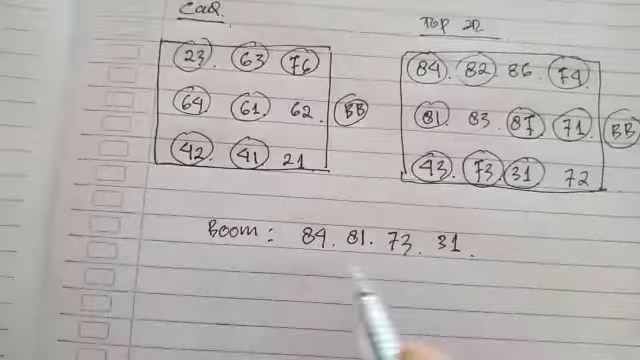 Top 2D
23. 63 76
64 61 62. BB
42. 41 21
84. 82. 86. 74
81 83. 87. 71. BB
43. 73 31 72
Boom: 84. 81. 73. 31.